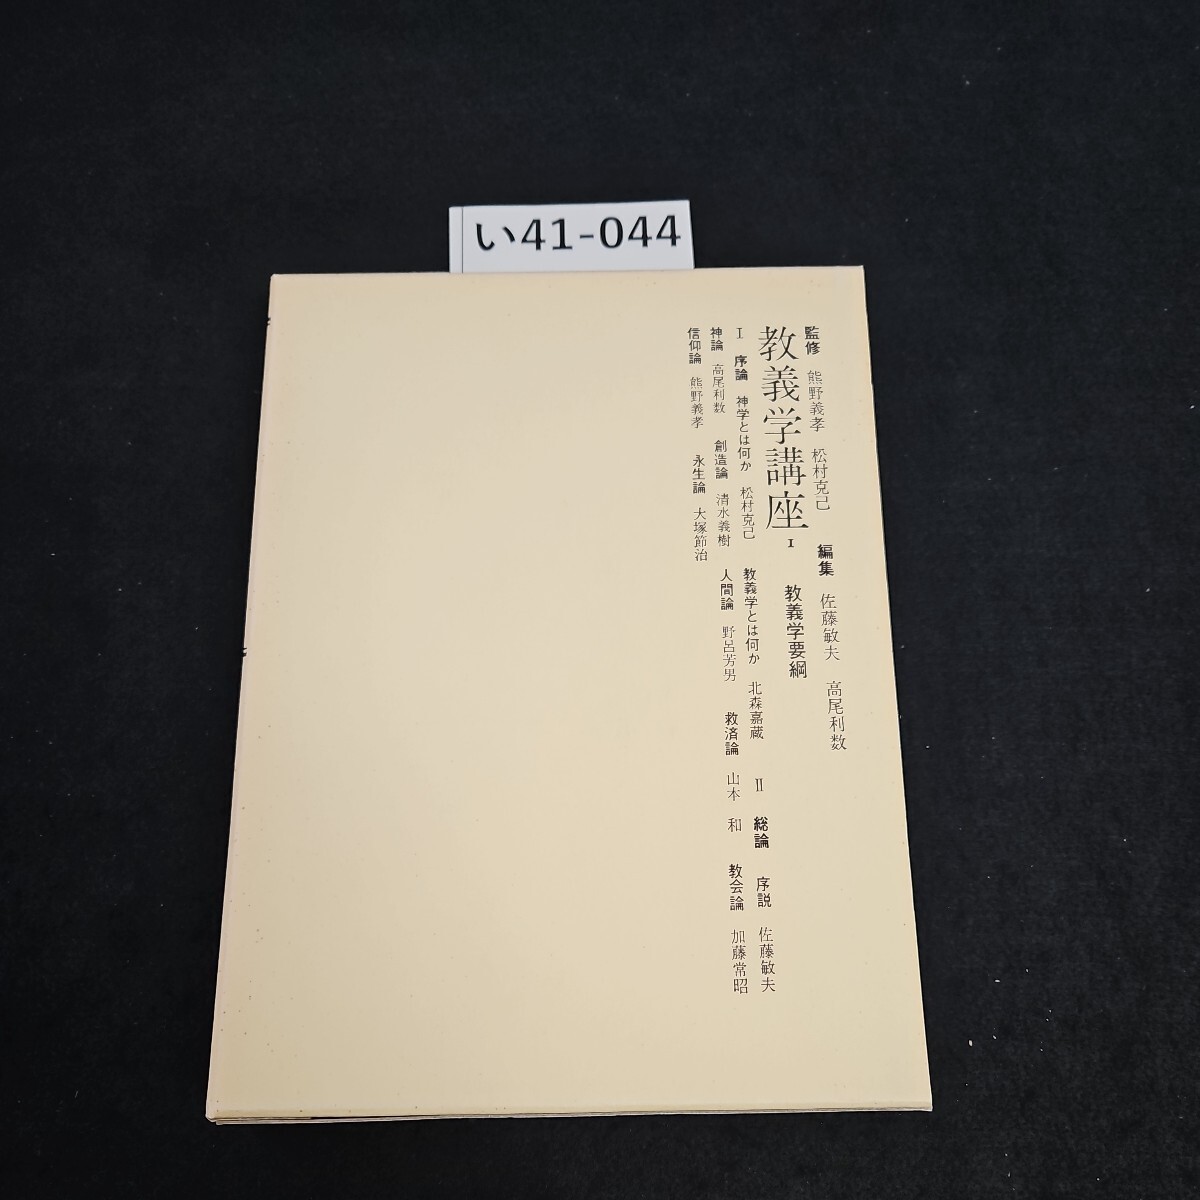 い41-044
監修 熊野義孝 松村克己 編集 佐藤敏夫 高尾利数
教義学講座 I 教義学要綱
I 序論 神学とは何か 松村克己 教義学とは何か 北森嘉蔵 II 総論 序説 佐藤敏夫
神論 高尾利数 創造論 清水義樹 人間論 野呂芳男 救済論 山本 和 教会論 加藤常昭
信仰論 熊野義孝 永生論 大塚節治